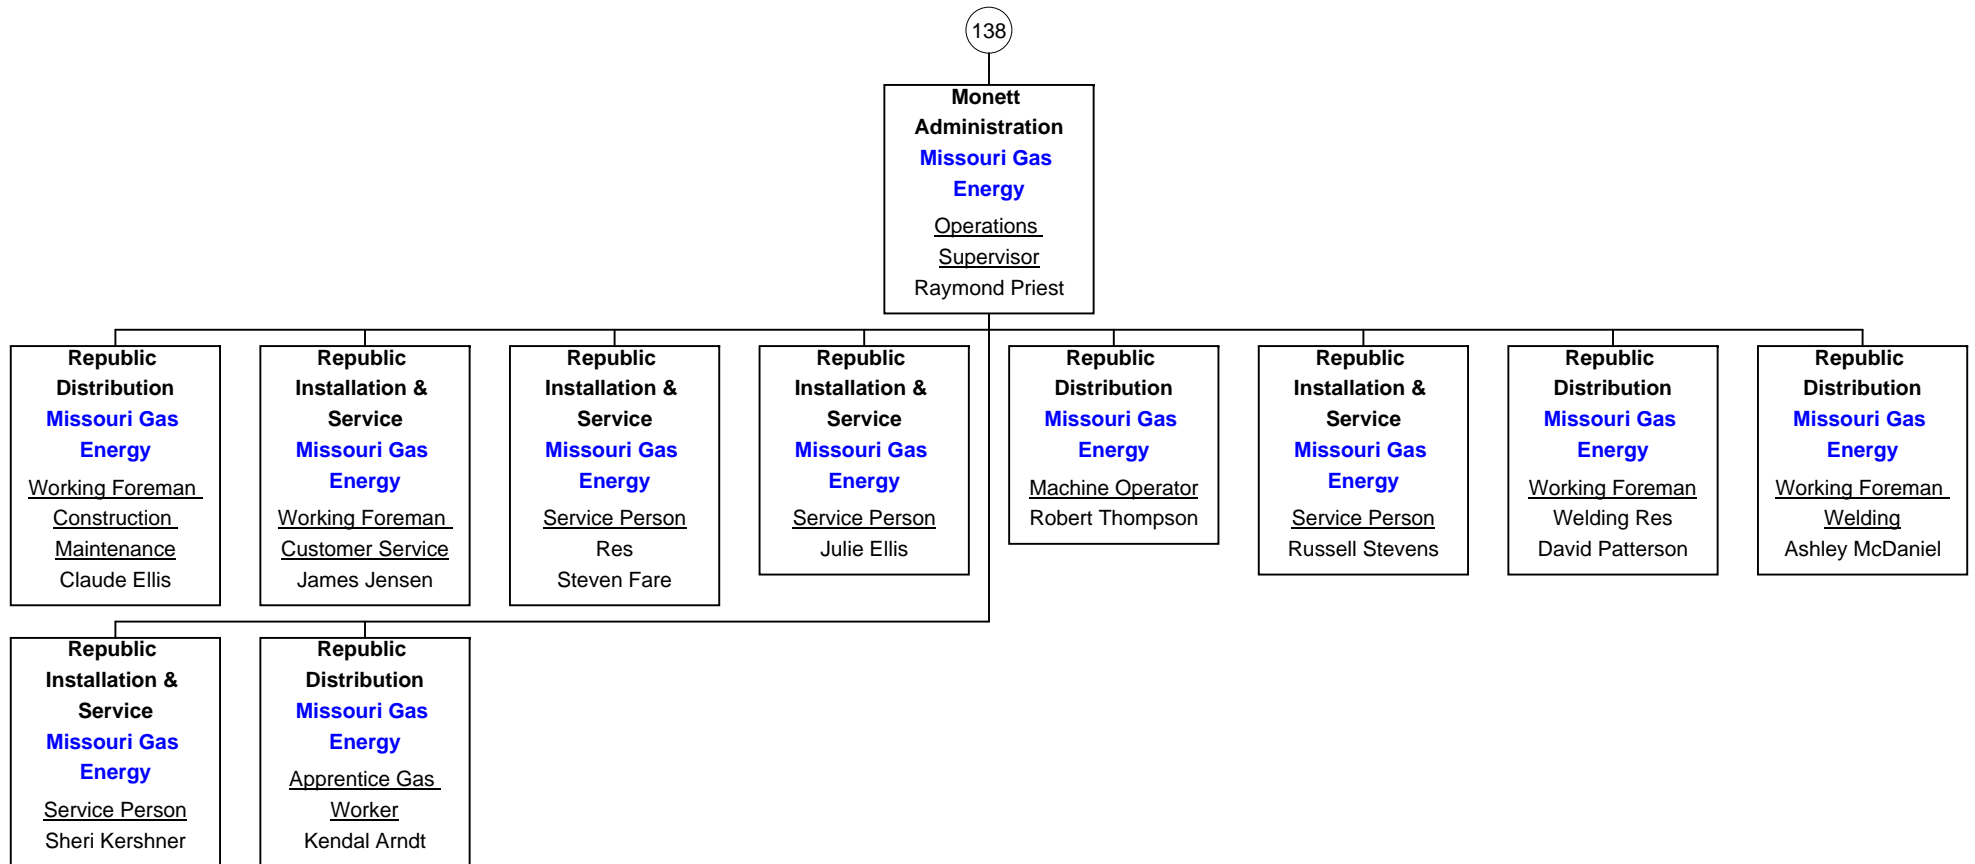 138
Monett
Administration
Missouri Gas
Energy
Operations
Supervisor
Raymond Priest
Republic
Distribution
Missouri Gas
Energy
Working Foreman
Construction
Maintenance
Claude Ellis
Republic
Installation &
Service
Missouri Gas
Energy
Working Foreman
Customer Service
James Jensen
Republic
Installation &
Service
Missouri Gas
Energy
Service Person
Res
Steven Fare
Republic
Installation &
Service
Missouri Gas
Energy
Service Person
Julie Ellis
Republic
Distribution
Missouri Gas
Energy
Machine Operator
Robert Thompson
Republic
Installation &
Service
Missouri Gas
Energy
Service Person
Russell Stevens
Republic
Distribution
Missouri Gas
Energy
Working Foreman
Welding Res
David Patterson
Republic
Distribution
Missouri Gas
Energy
Working Foreman
Welding
Ashley McDaniel
Republic
Installation &
Service
Missouri Gas
Energy
Service Person
Sheri Kershner
Republic
Distribution
Missouri Gas
Energy
Apprentice Gas
Worker
Kendal Arndt